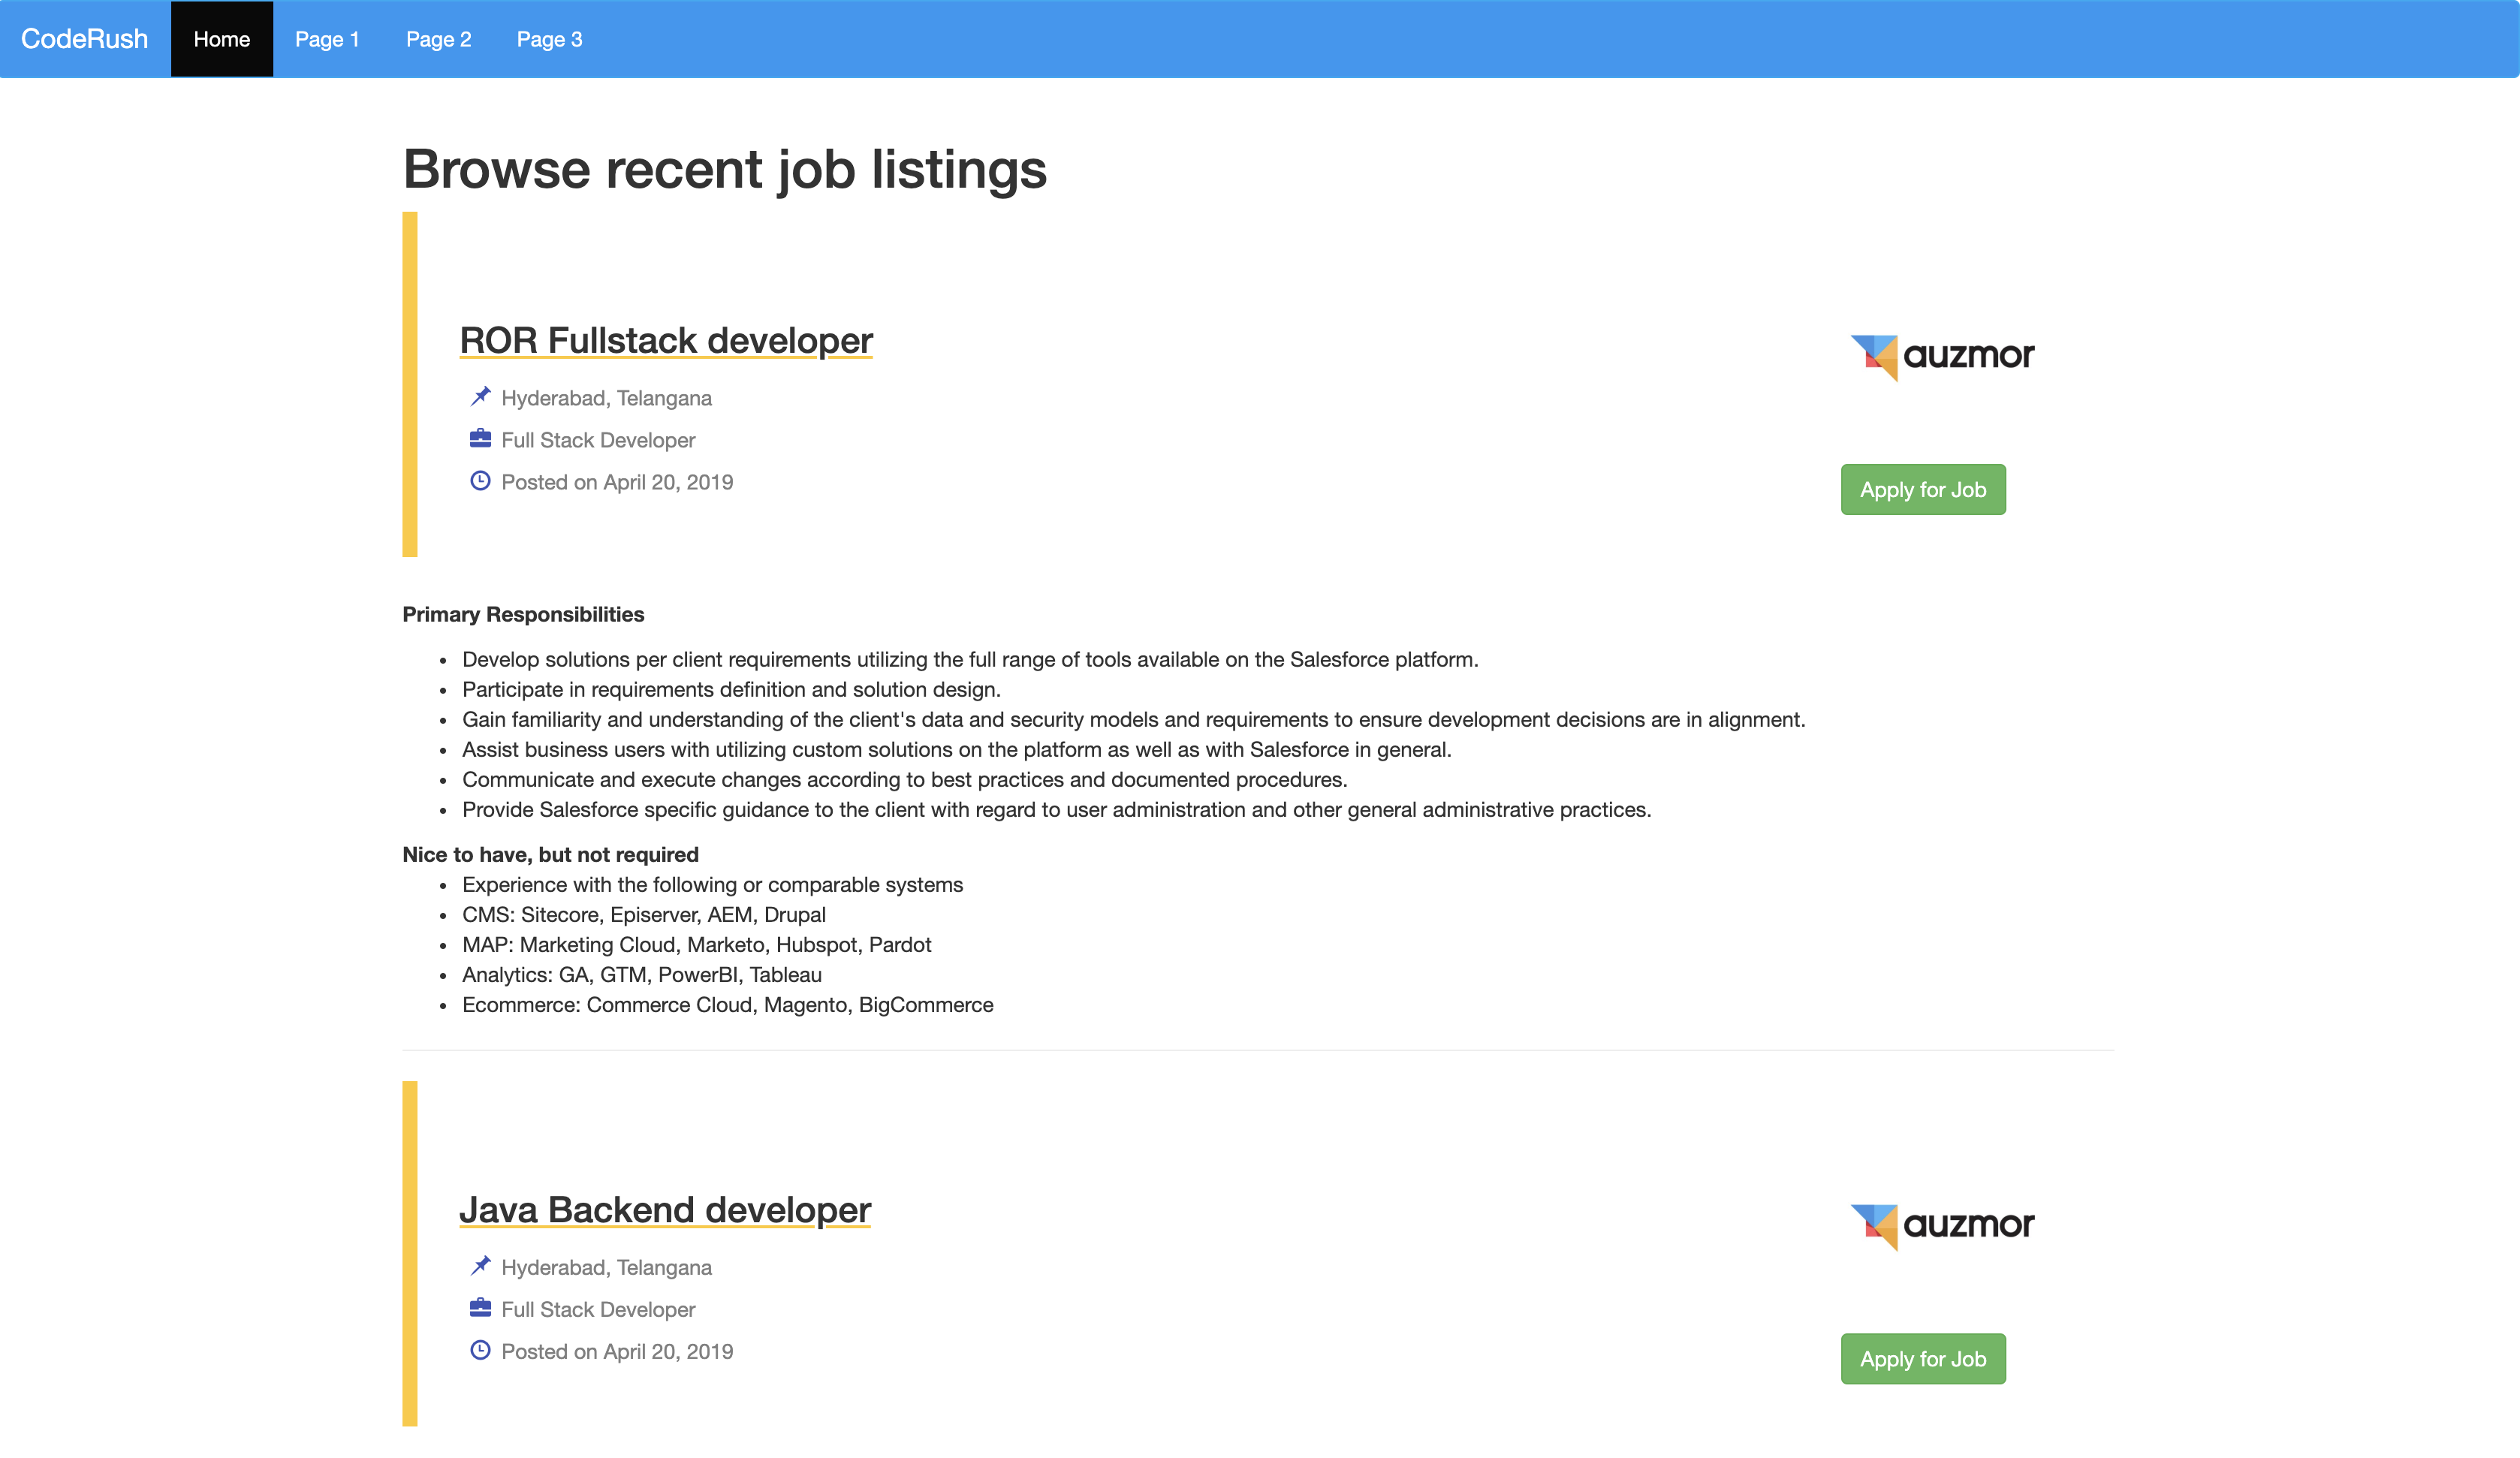 CodeRush Home Page 1 Page 2 Page 3
Browse recent job listings
ROR Fullstack developer
auzmor
Hyderabad, Telangana
Full Stack Developer
Posted on April 20, 2019
Apply for Job
Primary Responsibilities
Develop solutions per client requirements utilizing the full range of tools available on the Salesforce platform.
Participate in requirements definition and solution design.
Gain familiarity and understanding of the client's data and security models and requirements to ensure development decisions are in alignment.
Assist business users with utilizing custom solutions on the platform as well as with Salesforce in general.
Communicate and execute changes according to best practices and documented procedures.
Provide Salesforce specific guidance to the client with regard to user administration and other general administrative practices.
Nice to have, but not required
Experience with the following or comparable systems
CMS: Sitecore, Episerver, AEM, Drupal
MAP: Marketing Cloud, Marketo, Hubspot, Pardot
Analytics: GA, GTM, PowerBI, Tableau
Ecommerce: Commerce Cloud, Magento, BigCommerce
Java Backend developer
auzmor
Hyderabad, Telangana
Full Stack Developer
Posted on April 20, 2019
Apply for Job